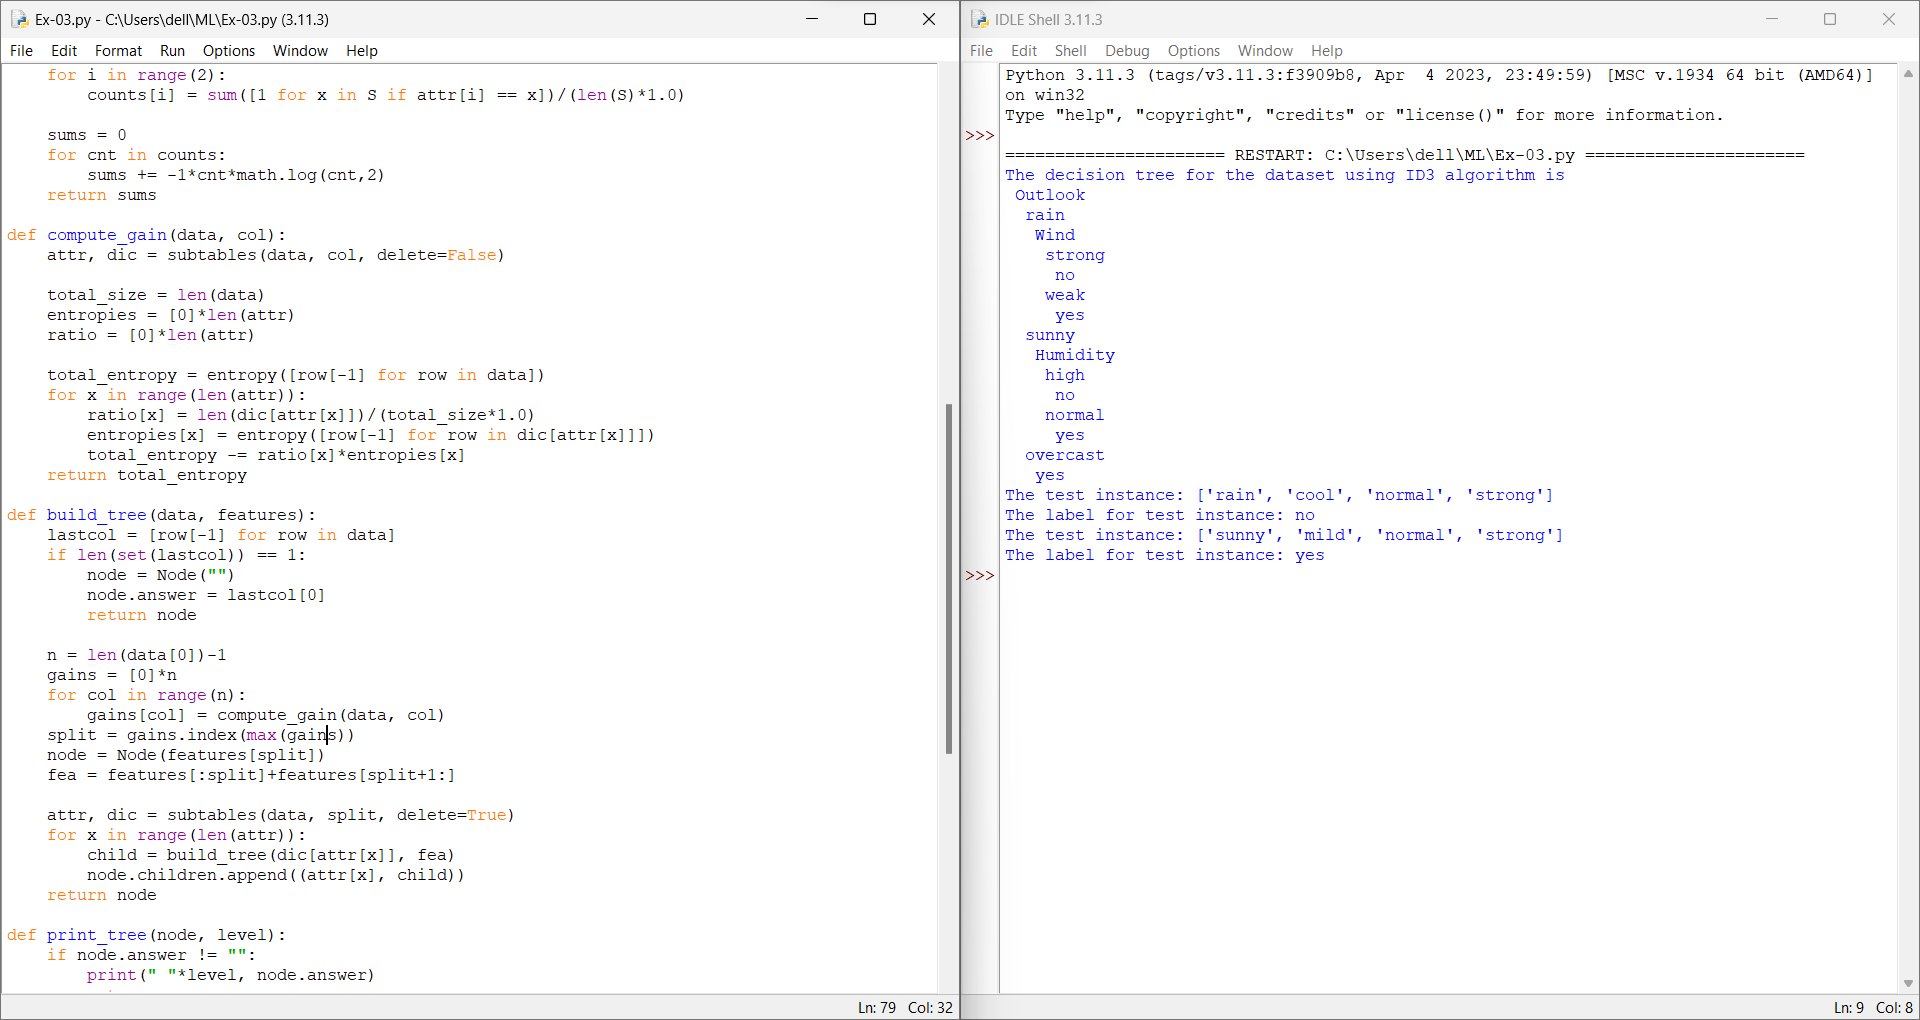 Ex-03.py - C:\Users\dell\ML\Ex-03.py (3.11.3)
File Edit Format Run Options Window Help
    for i in range(2):
        counts[i] = sum([1 for x in S if attr[i] == x])/(len(S)*1.0)

    sums = 0
    for cnt in counts:
        sums += -1*cnt*math.log(cnt,2)
    return sums

def compute_gain(data, col):
    attr, dic = subtables(data, col, delete=False)

    total_size = len(data)
    entropies = [0]*len(attr)
    ratio = [0]*len(attr)

    total_entropy = entropy([row[-1] for row in data])
    for x in range(len(attr)):
        ratio[x] = len(dic[attr[x]])/(total_size*1.0)
        entropies[x] = entropy([row[-1] for row in dic[attr[x]]])
        total_entropy -= ratio[x]*entropies[x]
    return total_entropy

def build_tree(data, features):
    lastcol = [row[-1] for row in data]
    if len(set(lastcol)) == 1:
        node = Node("")
        node.answer = lastcol[0]
        return node

    n = len(data[0])-1
    gains = [0]*n
    for col in range(n):
        gains[col] = compute_gain(data, col)
    split = gains.index(max(gains))
    node = Node(features[split])
    fea = features[:split]+features[split+1:]

    attr, dic = subtables(data, split, delete=True)
    for x in range(len(attr)):
        child = build_tree(dic[attr[x]], fea)
        node.children.append((attr[x], child))
    return node

def print_tree(node, level):
    if node.answer != "":
        print(" "*level, node.answer)
Ln: 79 Col: 32
IDLE Shell 3.11.3
File Edit Shell Debug Options Window Help
Python 3.11.3 (tags/v3.11.3:f3909b8, Apr  4 2023, 23:49:59) [MSC v.1934 64 bit (AMD64)]
on win32
Type "help", "copyright", "credits" or "license()" for more information.
>>>
====================== RESTART: C:\Users\dell\ML\Ex-03.py ======================
The decision tree for the dataset using ID3 algorithm is
 Outlook
  rain
   Wind
    strong
     no
    weak
     yes
  sunny
   Humidity
    high
     no
    normal
     yes
  overcast
   yes
The test instance: ['rain', 'cool', 'normal', 'strong']
The label for test instance: no
The test instance: ['sunny', 'mild', 'normal', 'strong']
The label for test instance: yes
>>>
Ln: 9 Col: 8